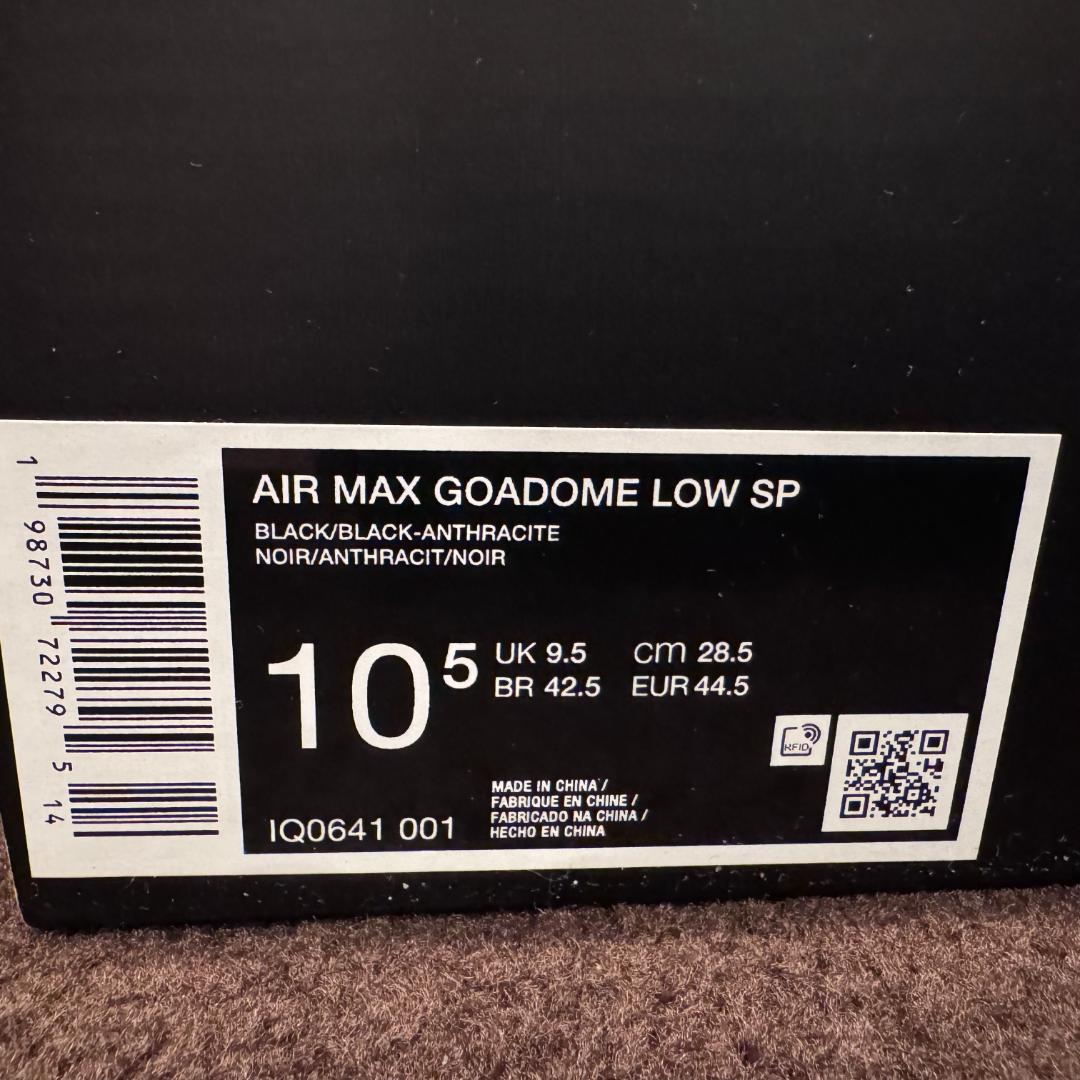 1 98730 72279 5 14
AIR MAX GOADOME LOW SP
BLACK/BLACK-ANTHRACITE
NOIR/ANTHRACIT/NOIR
10 5
UK 9.5 cm 28.5
BR 42.5 EUR 44.5
RFID
IQ0641 001
MADE IN CHINA /
FABRIQUE EN CHINE /
FABRICADO NA CHINA /
HECHO EN CHINA